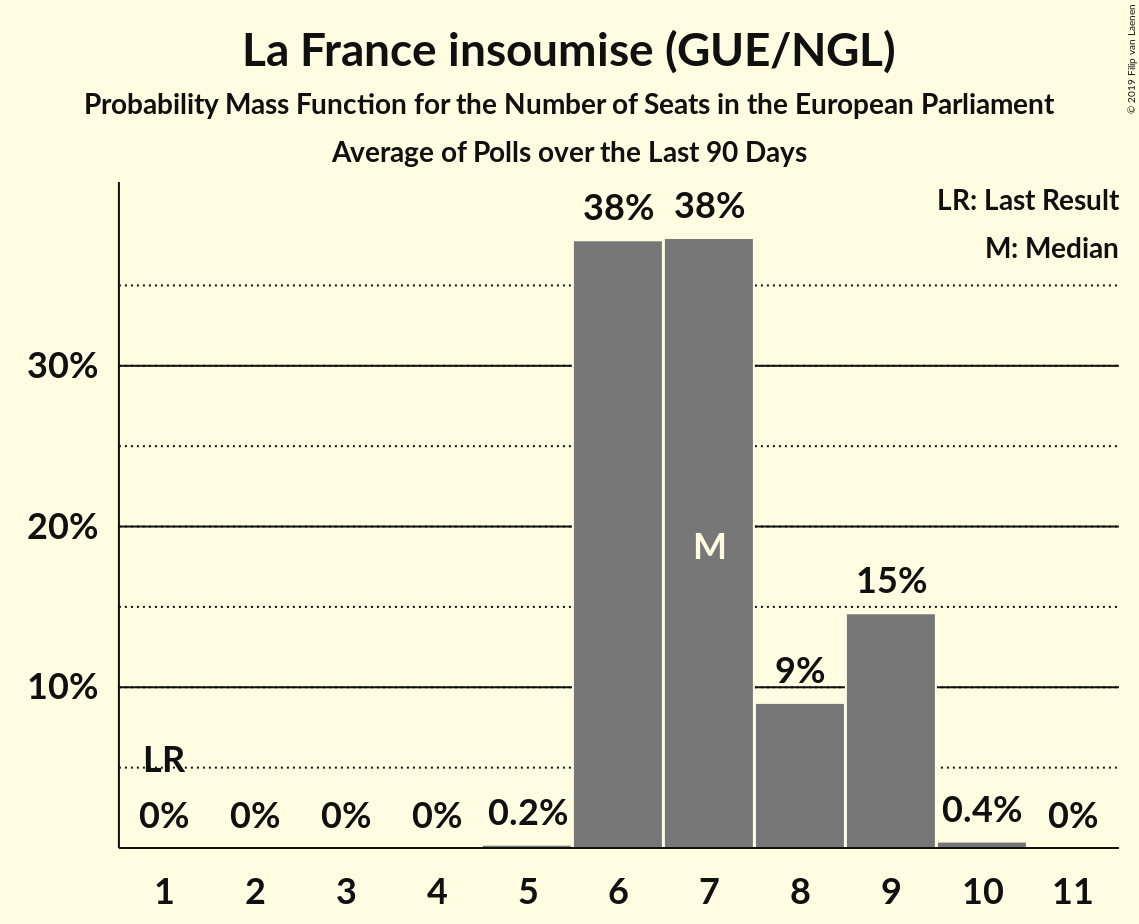 La France insoumise (GUE/NGL)
Probability Mass Function for the Number of Seats in the European Parliament
Average of Polls over the Last 90 Days
© 2019 Filip van Laenen
LR: Last Result
M: Median
38% 38%
30%
20%
M
15%
10%
9%
LR
0% 0% 0% 0% 0.2% 0.4% 0%
1 2 3 4 5 6 7 8 9 10 11